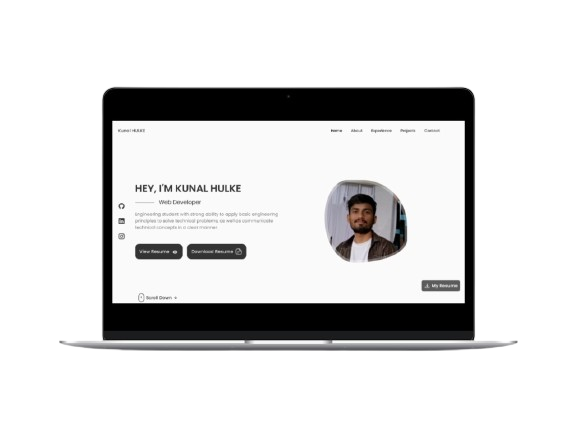 Kunal HULKE
Home About Experience Projects Contact
HEY, I'M KUNAL HULKE
Web Developer
Engineering student with strong ability to apply basic engineering
principles to solve technical problems, as well as communicate
technical concepts in a clear manner.
View Resume
Download Resume
My Resume
Scroll Down